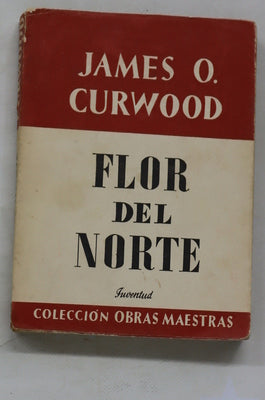 JAMES O.
CURWOOD
FLOR
DEL
NORTE
Juventud
COLECCIÓN OBRAS MAESTRAS